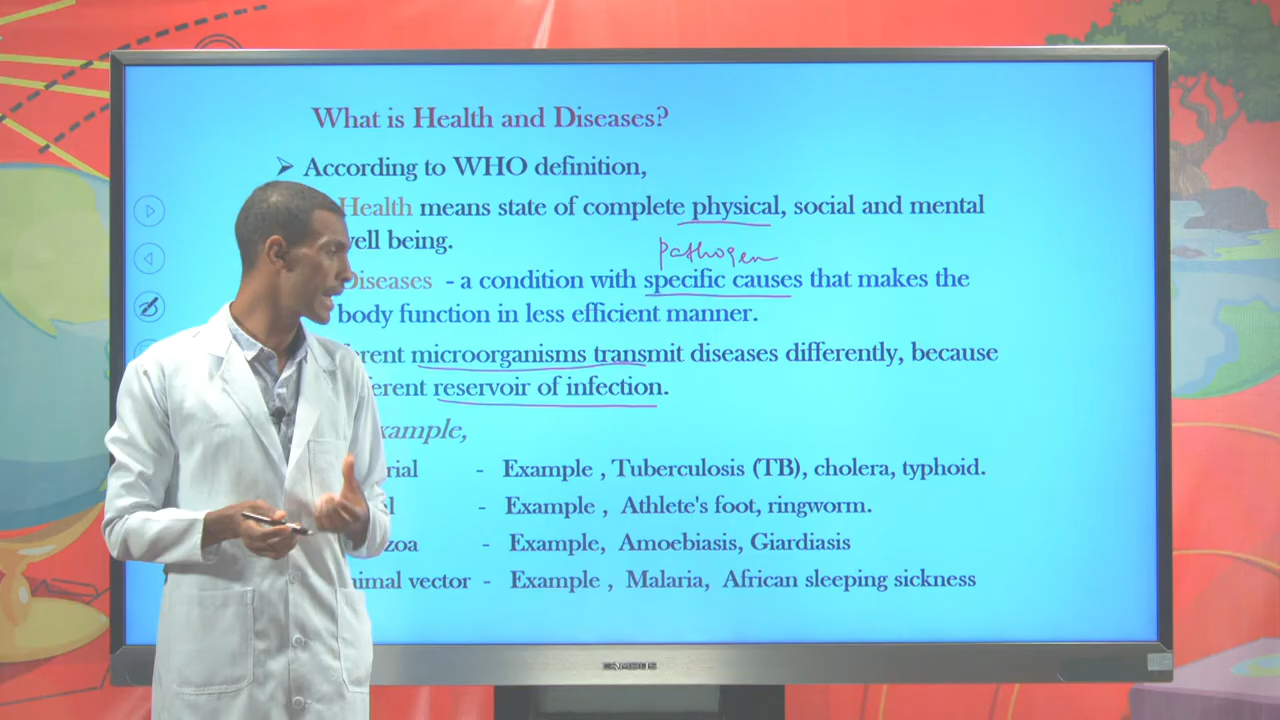 What is Health and Diseases?
➢ According to WHO definition,
Health means state of complete physical, social and mental
well being.
pathogen
Diseases - a condition with specific causes that makes the
body function in less efficient manner.
microorganisms transmit diseases differently, because
reservoir of infection.
- Example , Tuberculosis (TB), cholera, typhoid.
- Example , Athlete's foot, ringworm.
- Example, Amoebiasis, Giardiasis
vector - Example , Malaria, African sleeping sickness